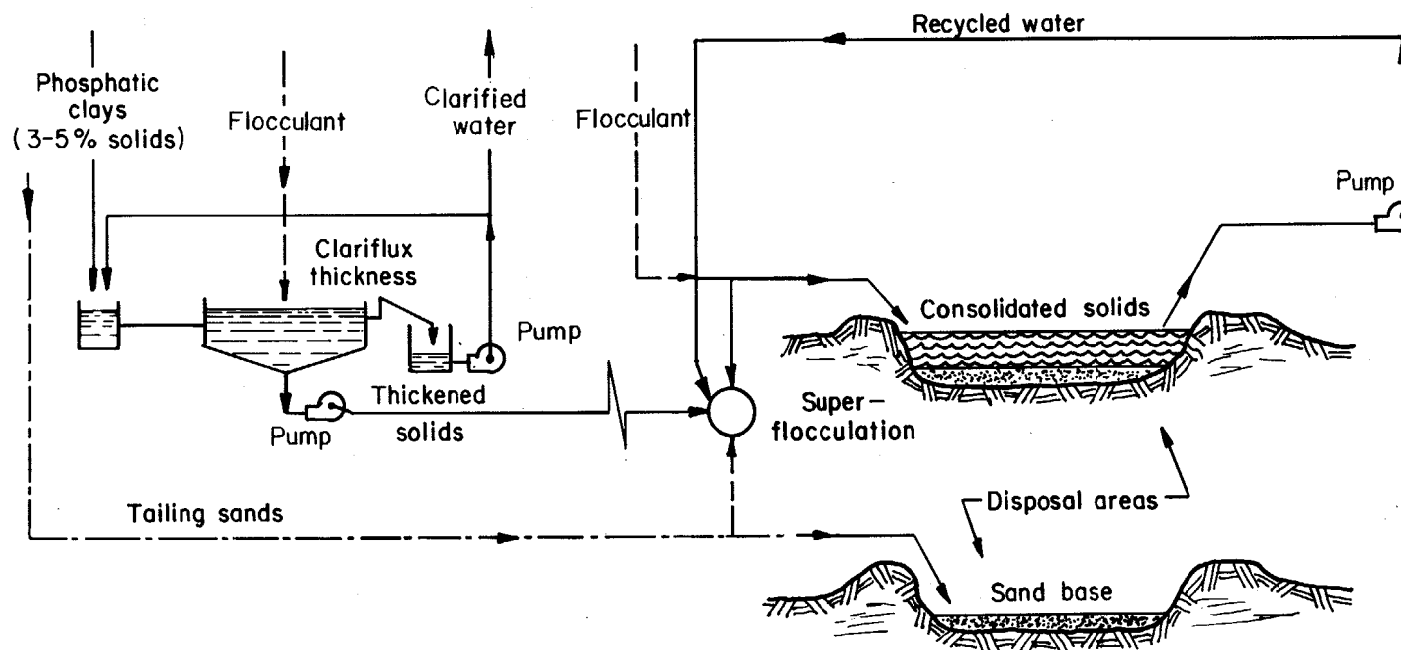 Recycled water
Phosphatic
clays
(3-5% solids)
Flocculant
Clarified
water
Flocculant
Pump
Clariflux
thickness
Consolidated solids
Pump
Thickened
solids
Pump
Super-
flocculation
Tailing sands
Disposal areas
Sand base